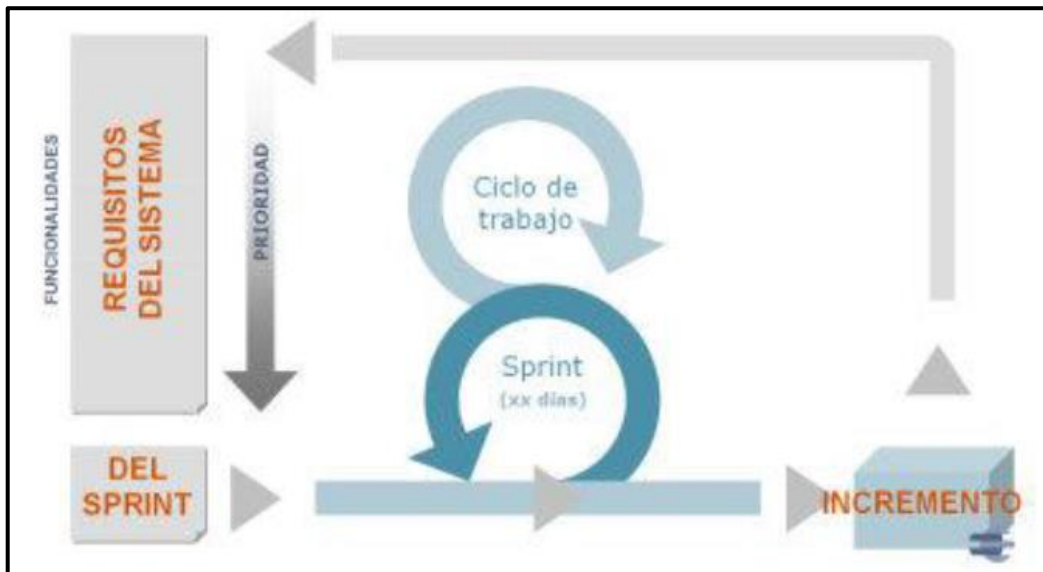 FUNCIONALIDADES
REQUISITOS
DEL SISTEMA
PRIORIDAD
Ciclo de
trabajo
Sprint
(xx días)
DEL
SPRINT
INCREMENTO